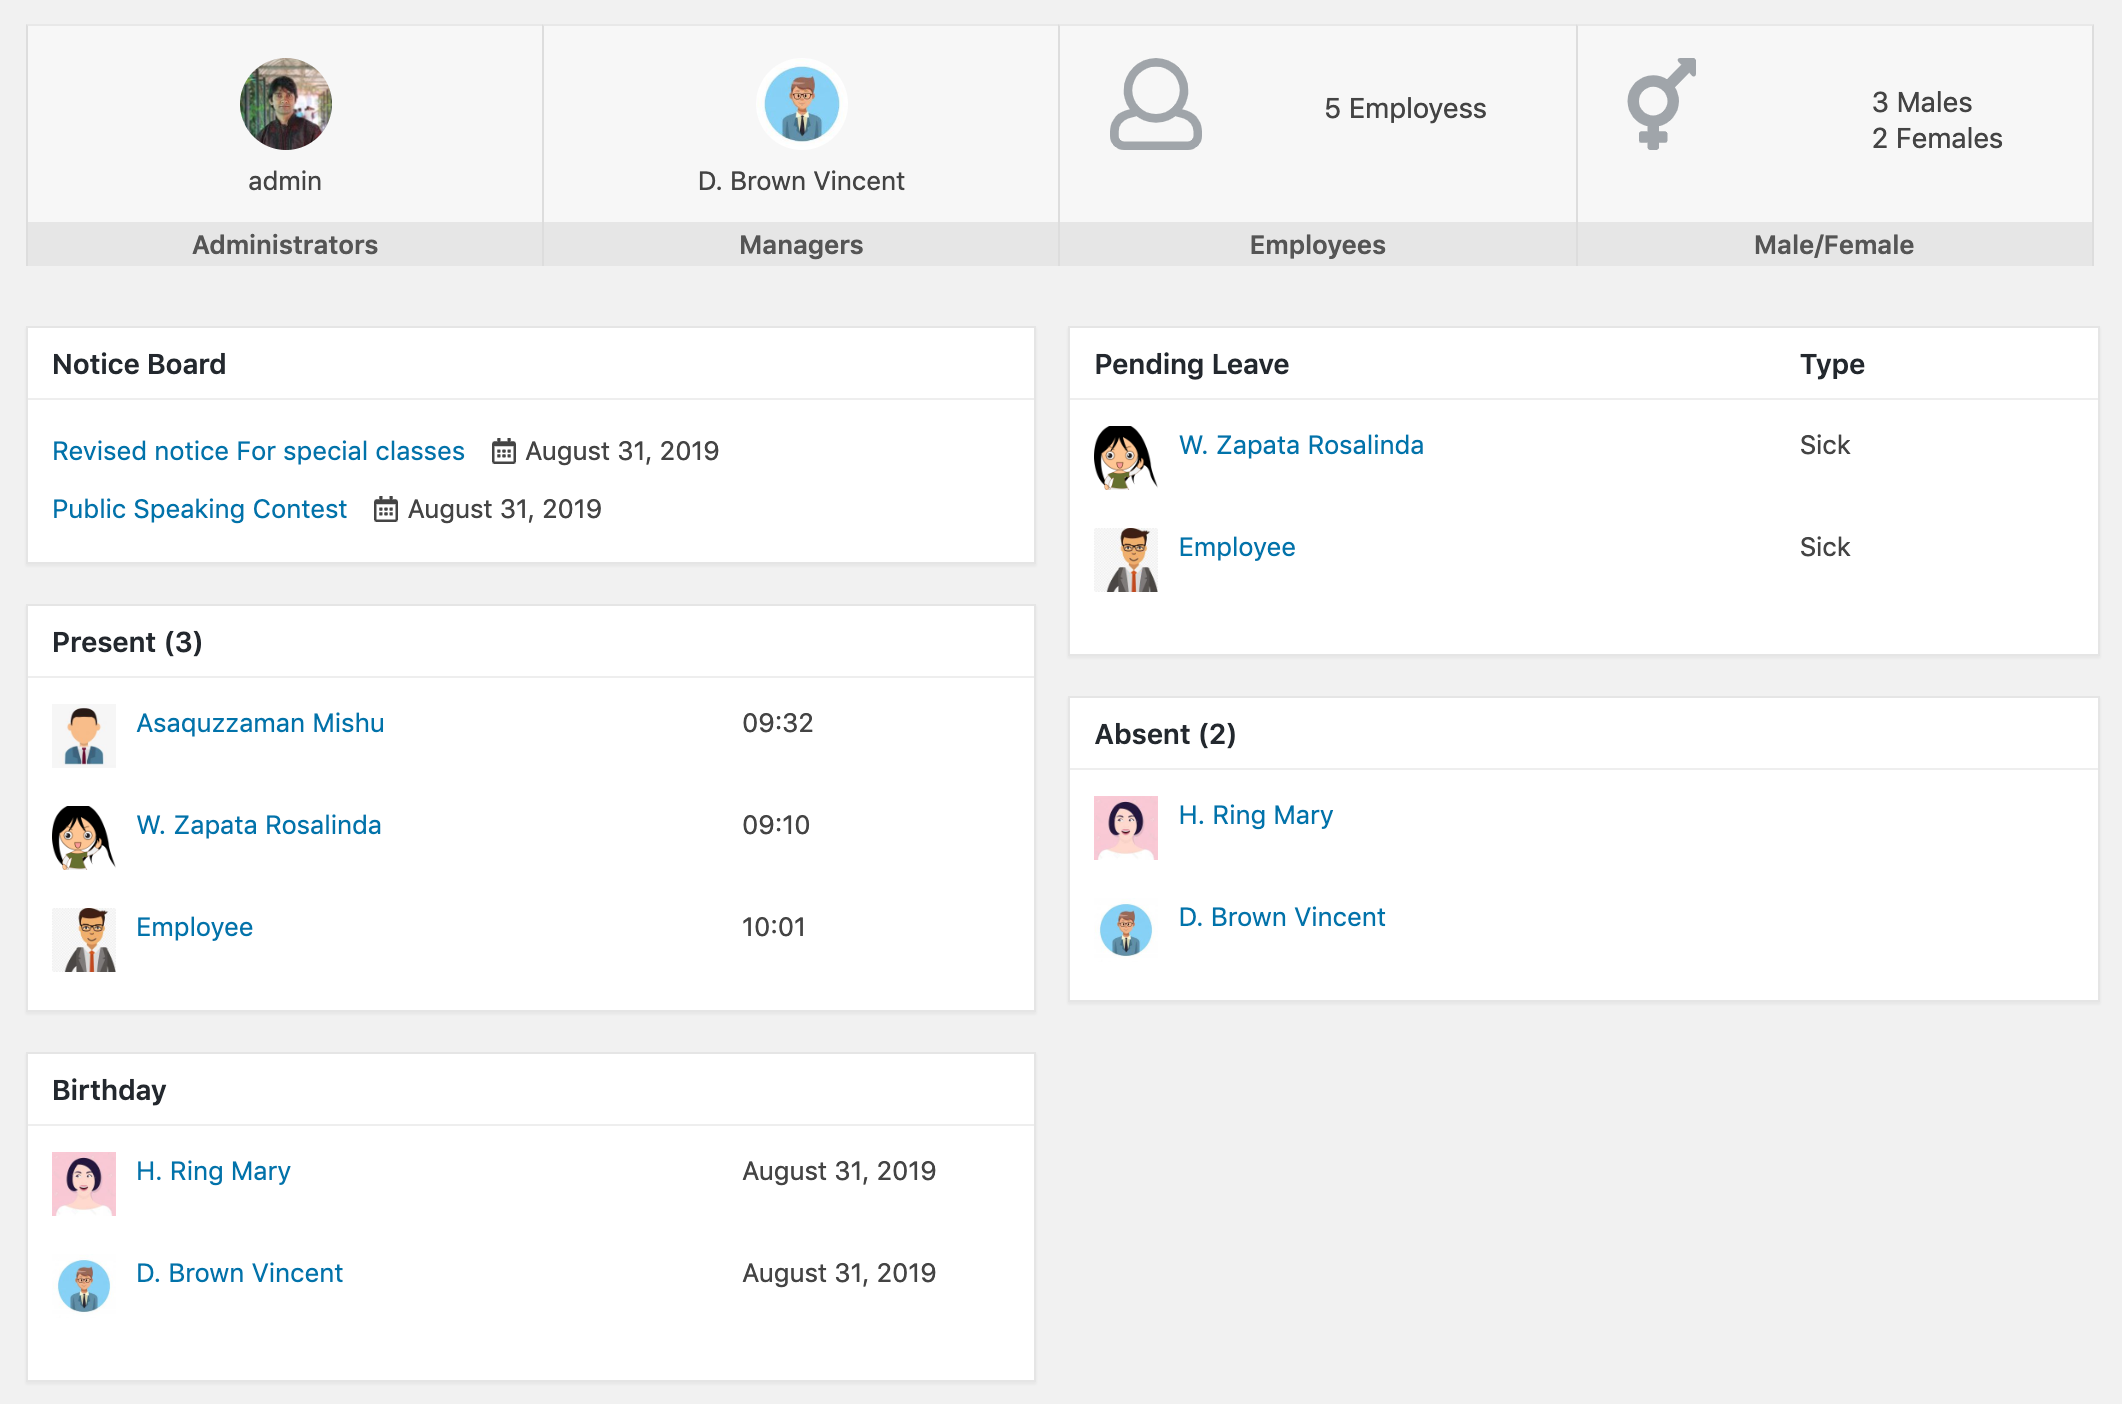 admin
D. Brown Vincent
5 Employess
3 Males
2 Females
Administrators
Managers
Employees
Male/Female
Notice Board
Revised notice For special classes August 31, 2019
Public Speaking Contest August 31, 2019
Pending Leave Type
W. Zapata Rosalinda Sick
Employee Sick
Present (3)
Asaquzzaman Mishu 09:32
W. Zapata Rosalinda 09:10
Employee 10:01
Absent (2)
H. Ring Mary
D. Brown Vincent
Birthday
H. Ring Mary August 31, 2019
D. Brown Vincent August 31, 2019